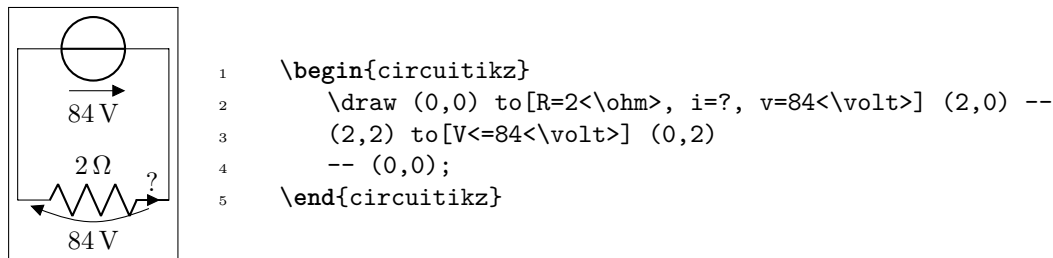 84 V
2 Ω
?
84 V
1 \begin{circuitikz}
2 \draw (0,0) to[R=2<\ohm>, i=?, v=84<\volt>] (2,0) --
3 (2,2) to[V<=84<\volt>] (0,2)
4 -- (0,0);
5 \end{circuitikz}